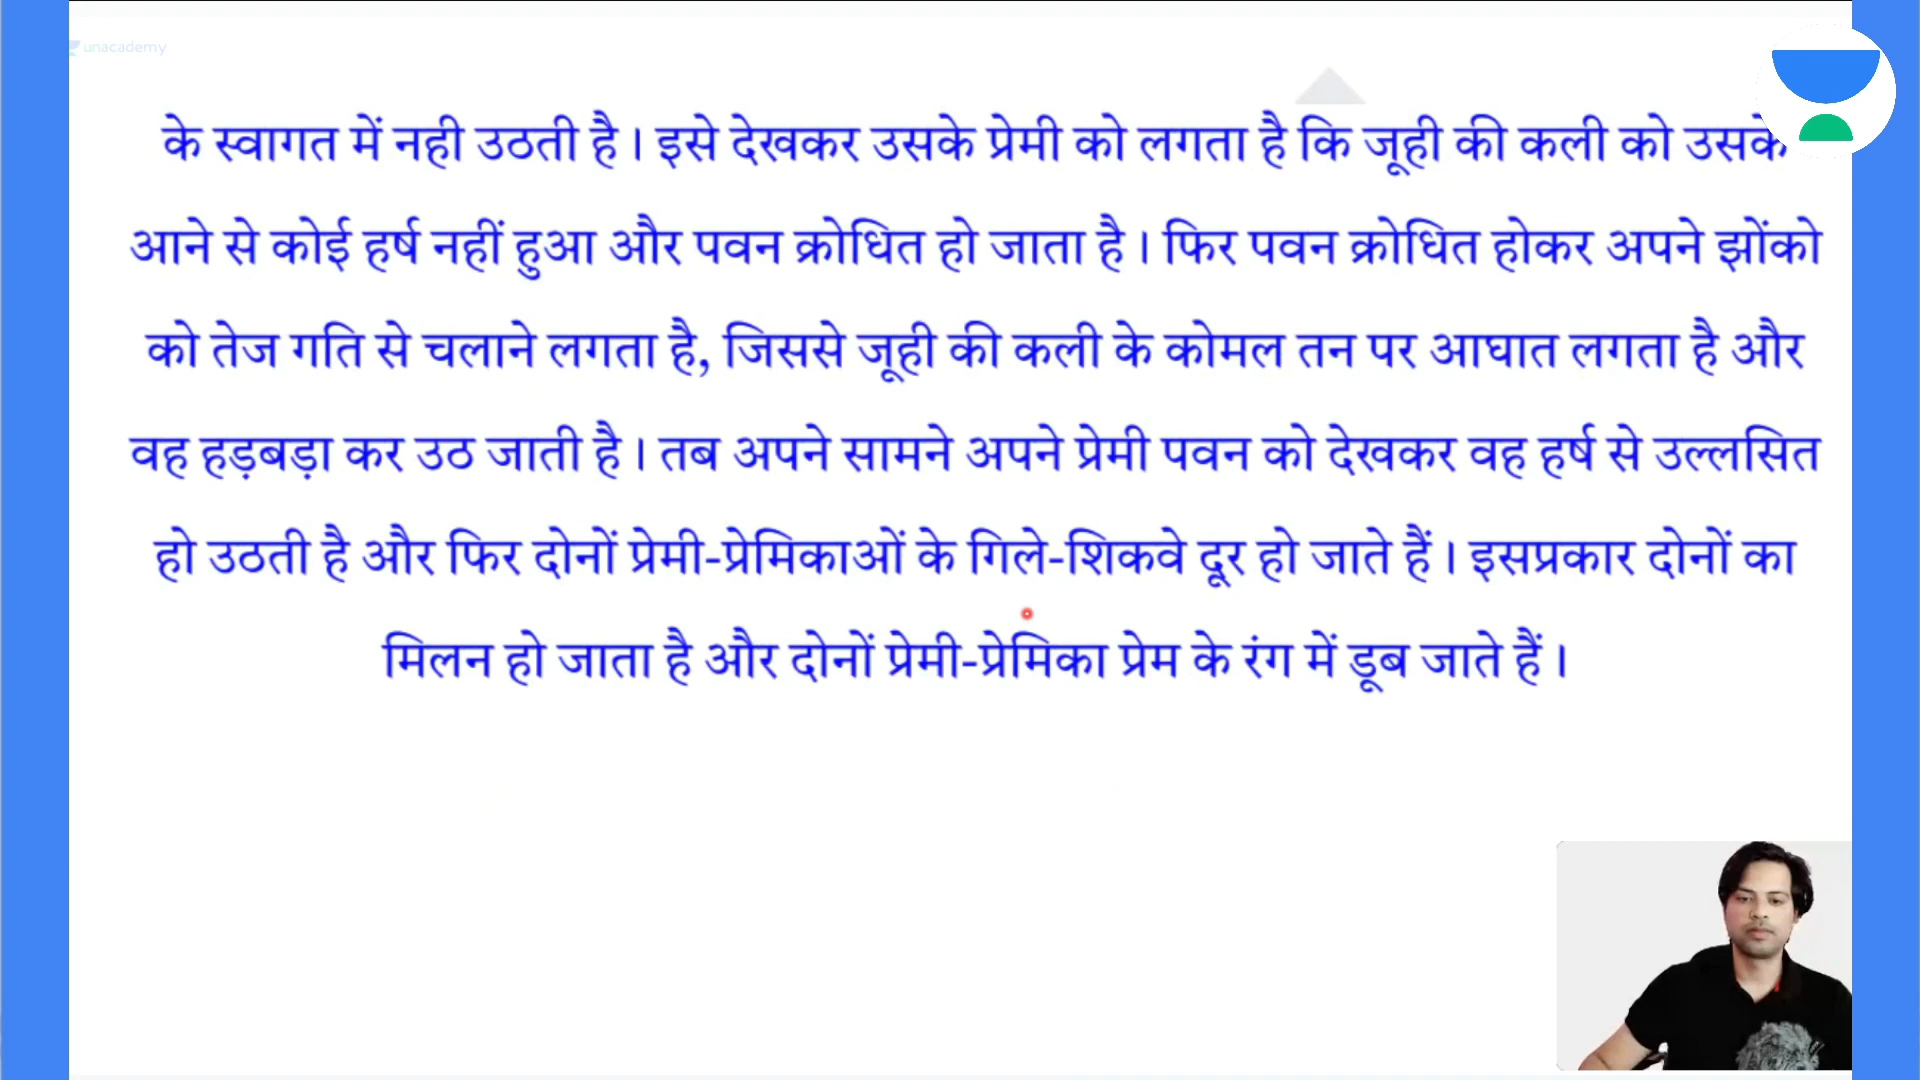 unacademy
के स्वागत में नही उठती है । इसे देखकर उसके प्रेमी को लगता है कि जूही की कली को उसके
आने से कोई हर्ष नहीं हुआ और पवन क्रोधित हो जाता है । फिर पवन क्रोधित होकर अपने झोंको
को तेज गति से चलाने लगता है, जिससे जूही की कली के कोमल तन पर आघात लगता है और
वह हड़बड़ा कर उठ जाती है । तब अपने सामने अपने प्रेमी पवन को देखकर वह हर्ष से उल्लसित
हो उठती है और फिर दोनों प्रेमी-प्रेमिकाओं के गिले-शिकवे दूर हो जाते हैं । इसप्रकार दोनों का
मिलन हो जाता है और दोनों प्रेमी-प्रेमिका प्रेम के रंग में डूब जाते हैं ।